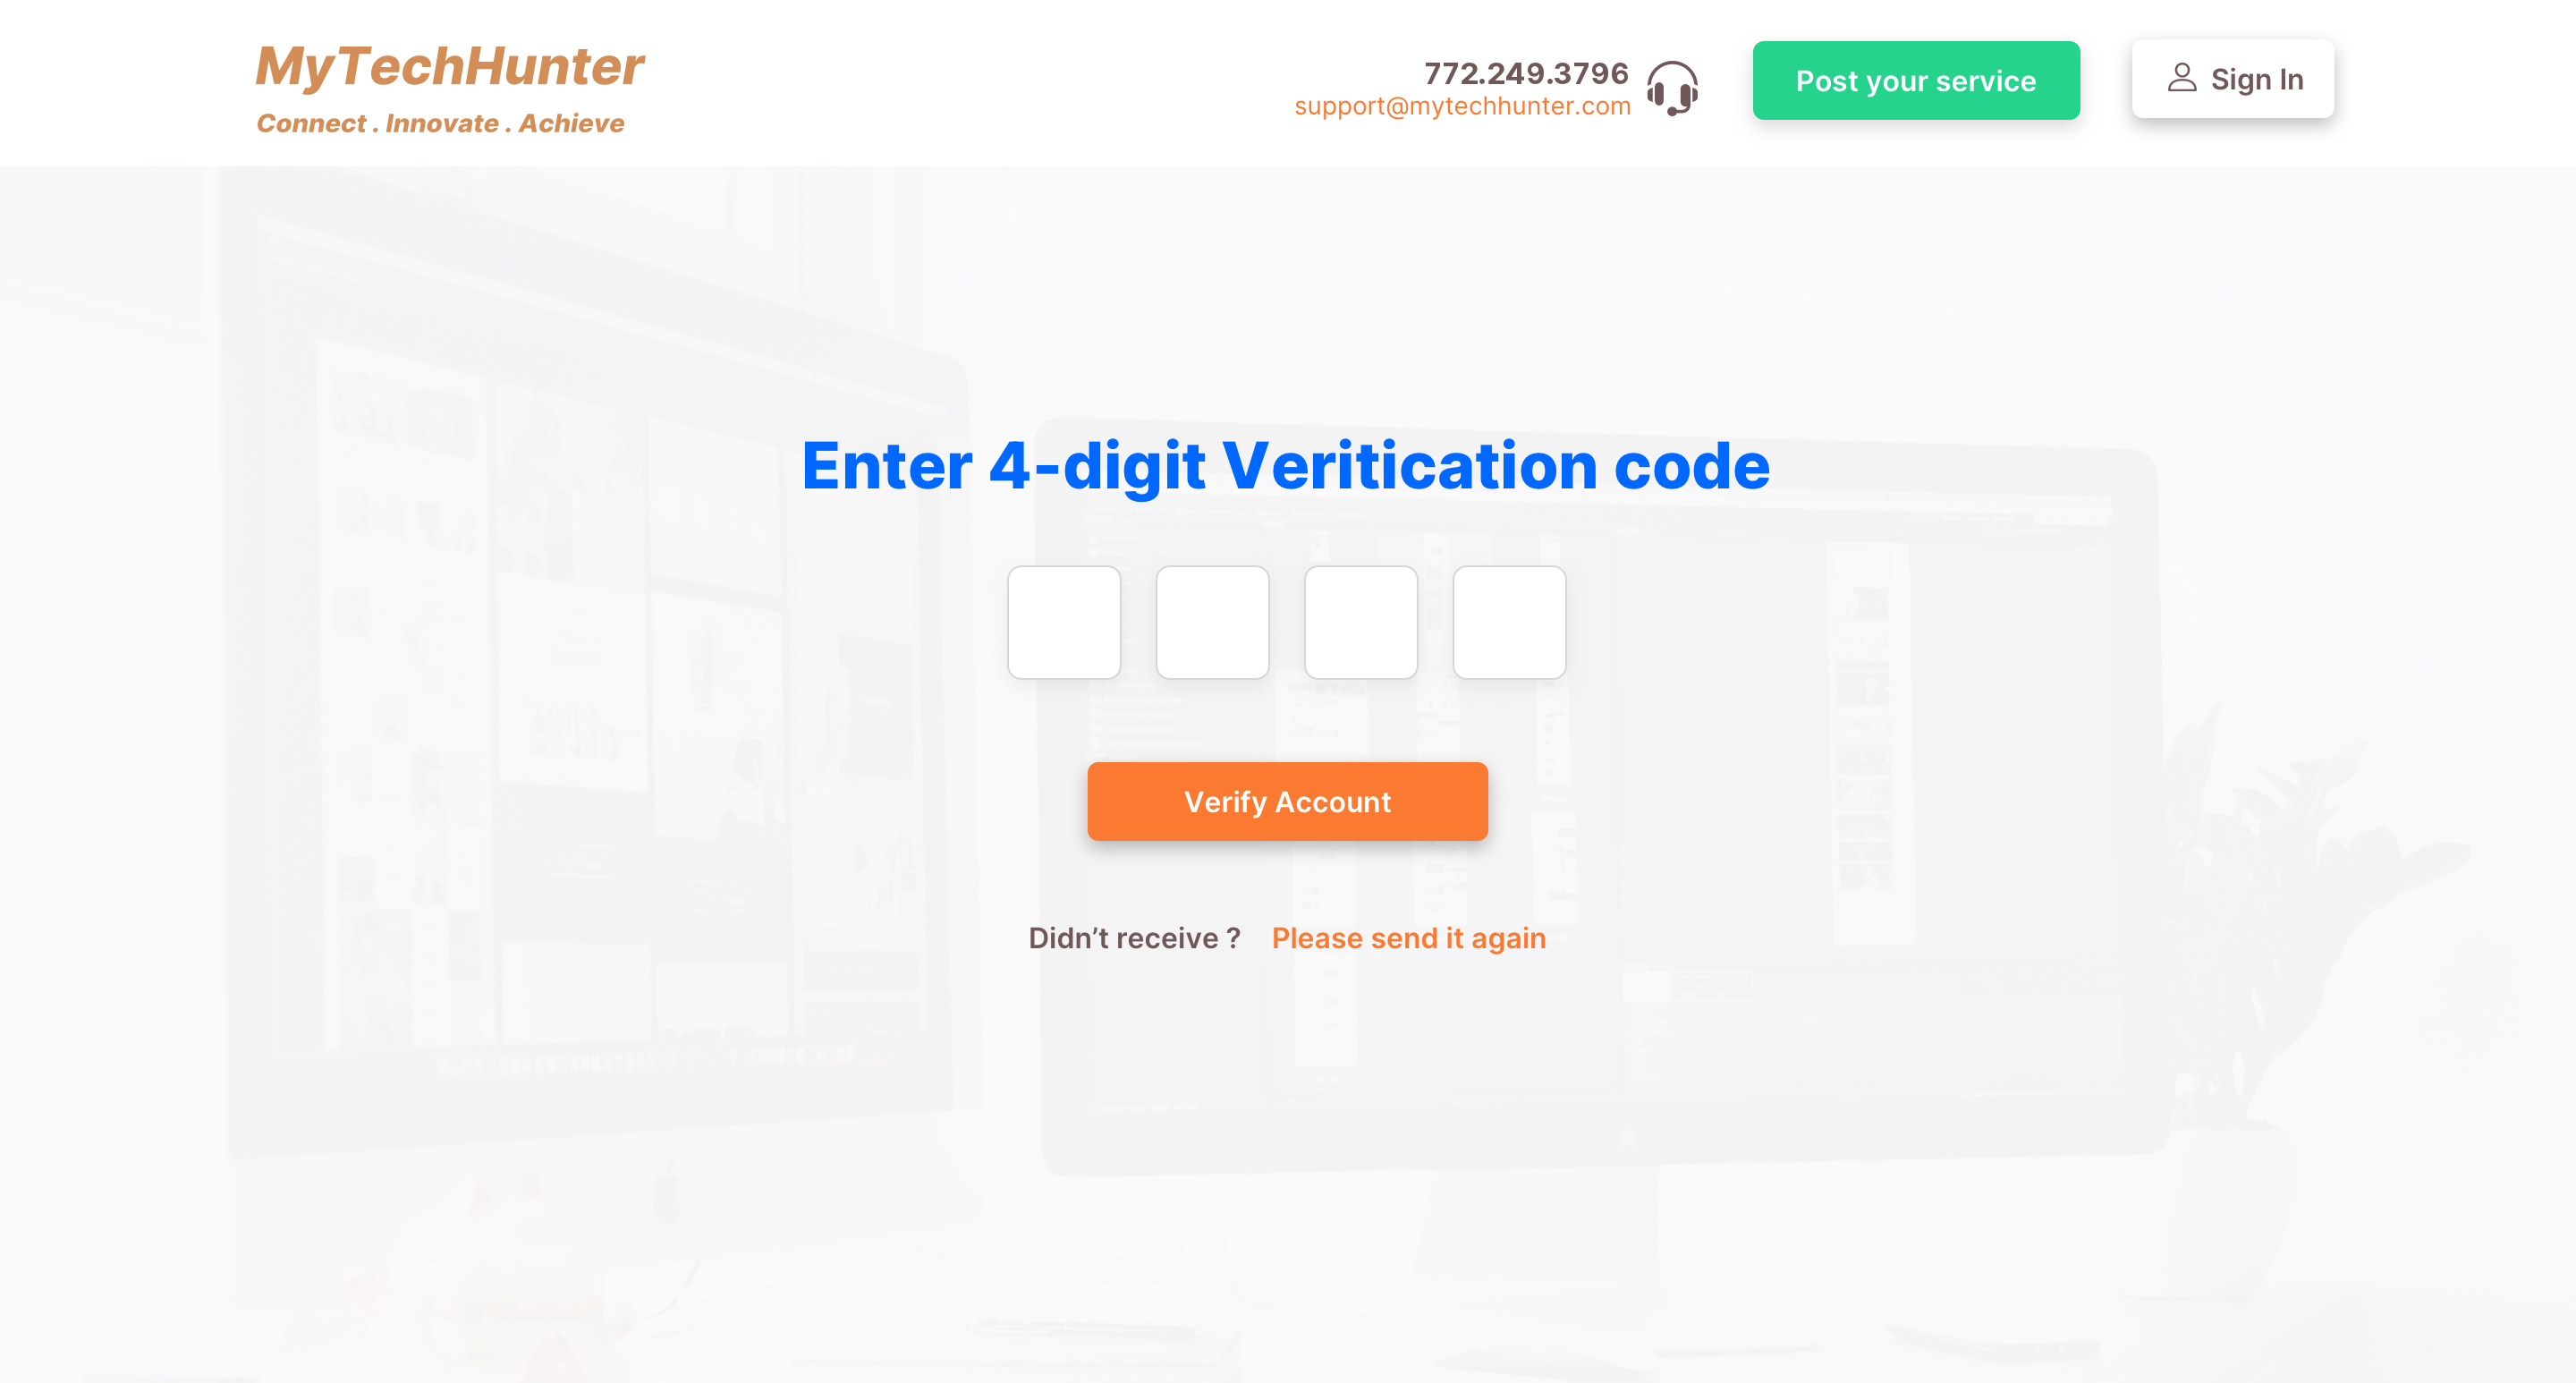 MyTechHunter
Connect . Innovate . Achieve
772.249.3796
support@mytechhunter.com
Post your service
Sign In
Enter 4-digit Veritication code
Verify Account
Didn’t receive ? Please send it again